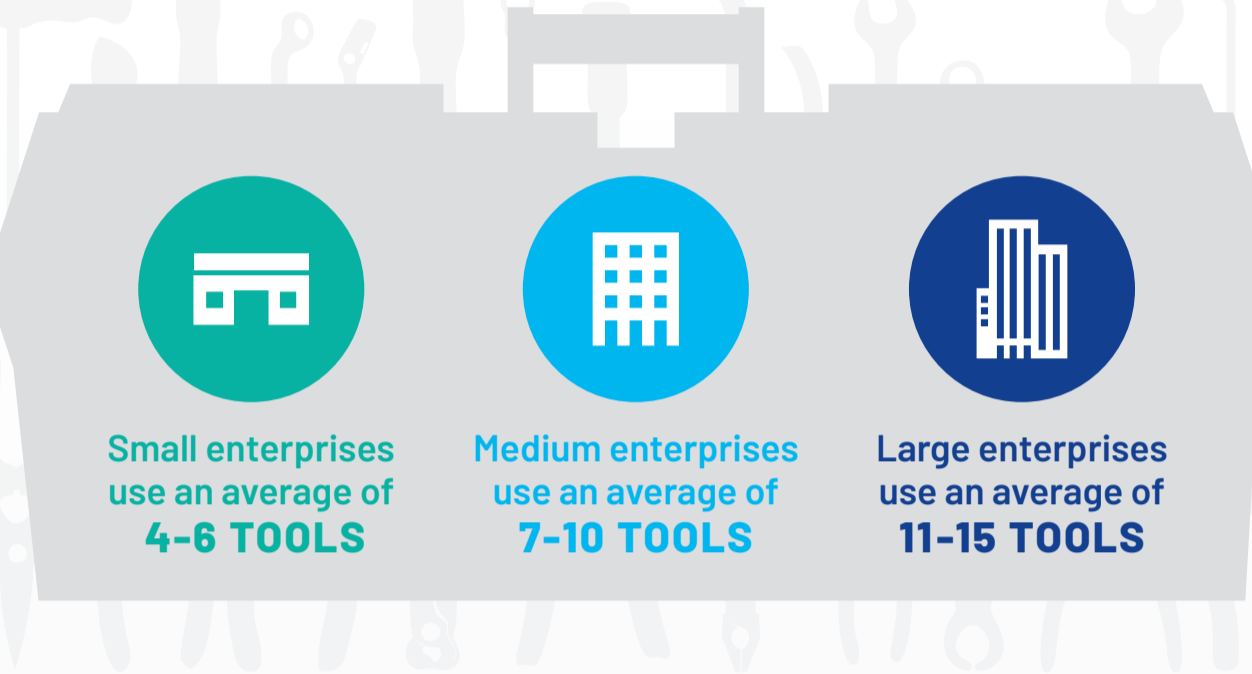 Small enterprises
use an average of
4-6 TOOLS
Medium enterprises
use an average of
7-10 TOOLS
Large enterprises
use an average of
11-15 TOOLS